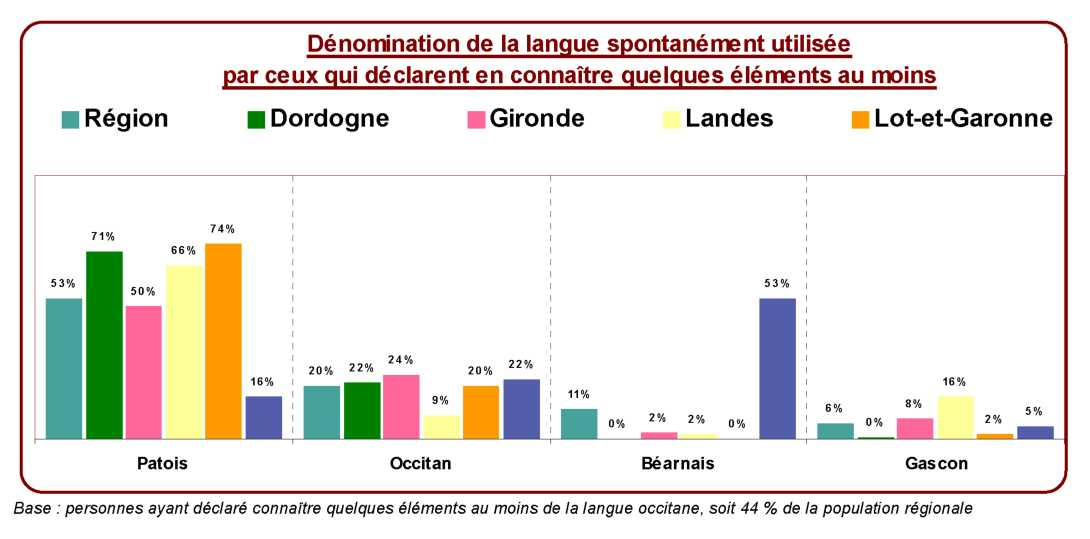 Dénomination de la langue spontanément utilisée
par ceux qui déclarent en connaître quelques éléments au moins
Région Dordogne Gironde Landes Lot-et-Garonne
53% 71% 50% 66% 74% 16%
20% 22% 24% 9% 20% 22%
11% 0% 2% 2% 0% 53%
6% 0% 8% 16% 2% 5%
Patois Occitan Béarnais Gascon
Base : personnes ayant déclaré connaître quelques éléments au moins de la langue occitane, soit 44 % de la population régionale